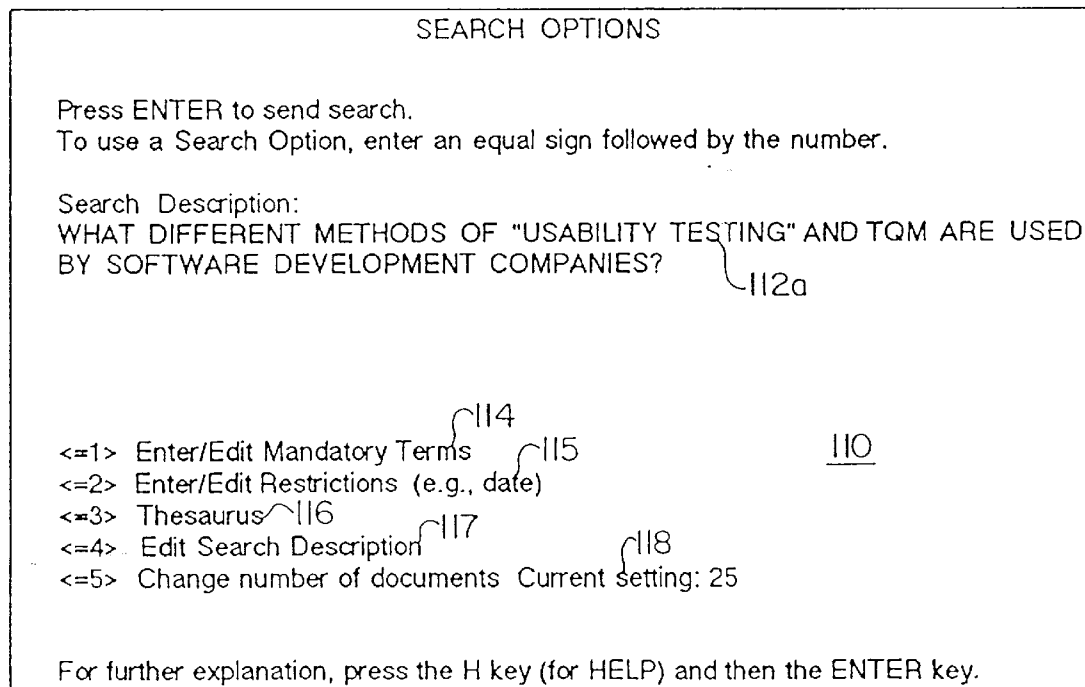 SEARCH OPTIONS
Press ENTER to send search.
To use a Search Option, enter an equal sign followed by the number.
Search Description:
WHAT DIFFERENT METHODS OF "USABILITY TESTING" AND TQM ARE USED
BY SOFTWARE DEVELOPMENT COMPANIES?
112a
114
<=1> Enter/Edit Mandatory Terms
115
110
<=2> Enter/Edit Restrictions (e.g., date)
<=3> Thesaurus 116
117
<=4> Edit Search Description
118
<=5> Change number of documents Current setting: 25
For further explanation, press the H key (for HELP) and then the ENTER key.